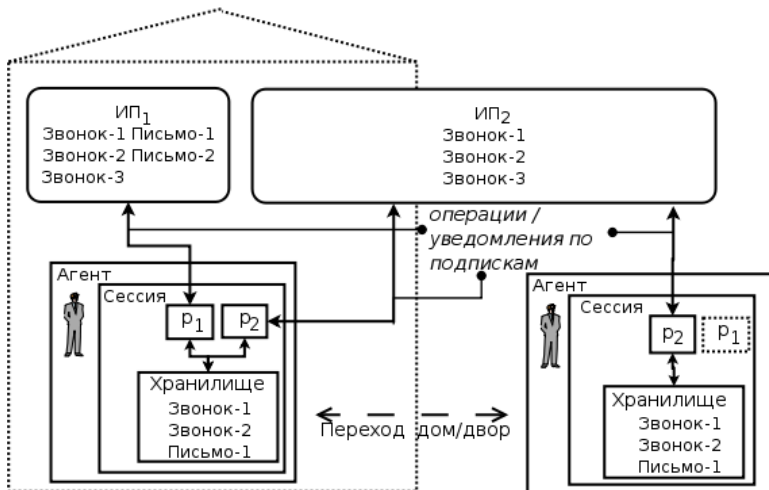 ИП1
Звонок-1 Письмо-1
Звонок-2 Письмо-2
Звонок-3
ИП2
Звонок-1
Звонок-2
Звонок-3
операции /
уведомления по
подпискам
Агент
Сессия
p1
p2
Хранилище
Звонок-1
Звонок-2
Письмо-1
Переход дом/двор
Агент
Сессия
p2
p1
Хранилище
Звонок-1
Звонок-2
Письмо-1